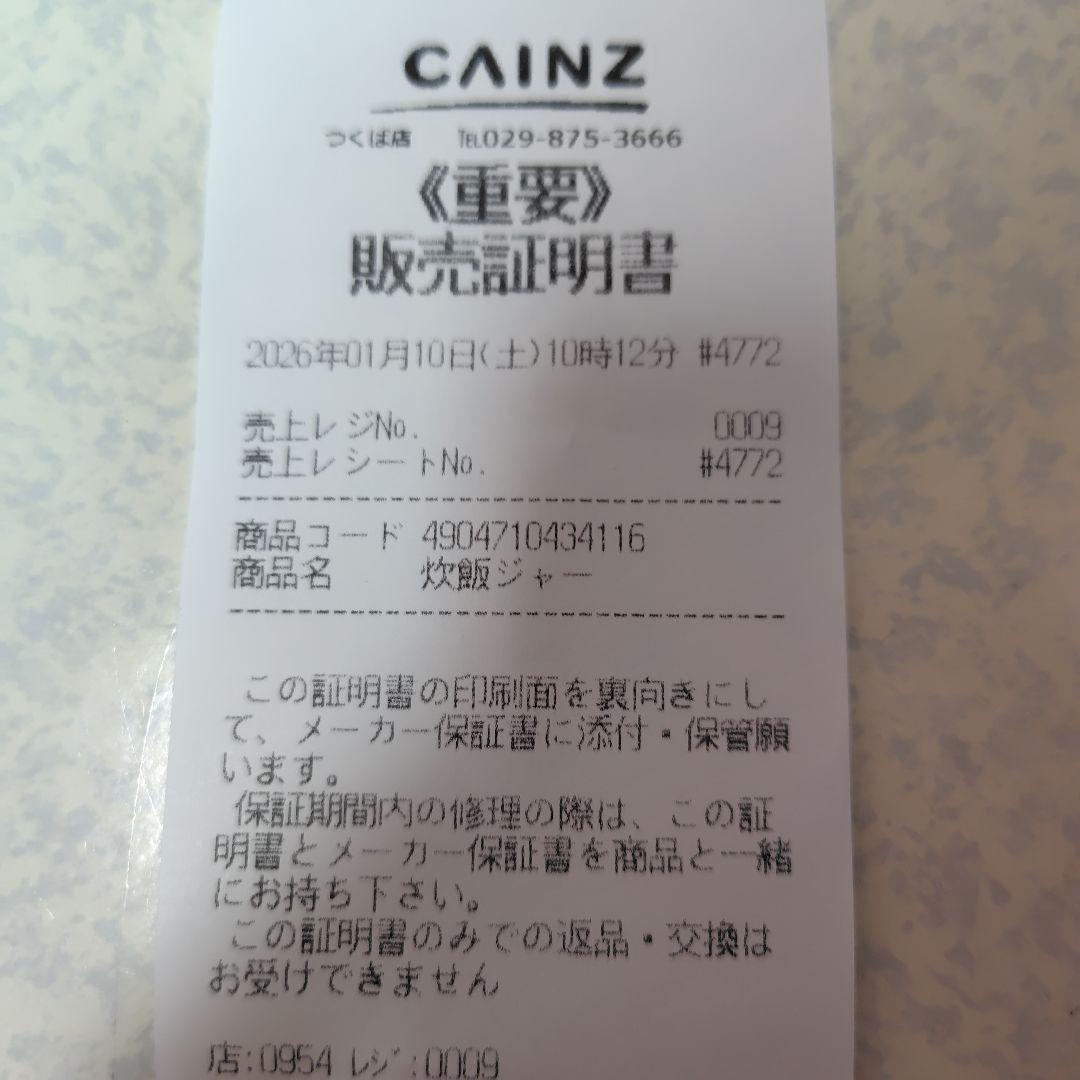 CAINZ
つくば店 TEL029-875-3666
《重要》
販売証明書
2026年01月10日(土)10時12分 #4772
売上レジNo. 0009
売上レシートNo. #4772
商品コード 4904710434116
商品名 炊飯ジャー
この証明書の印刷面を裏向きにし
て、メーカー保証書に添付・保管願
います。
保証期間内の修理の際は、この証
明書とメーカー保証書を商品と一緒
にお持ち下さい。
この証明書のみでの返品・交換は
お受けできません
店:0954 レジ:0009